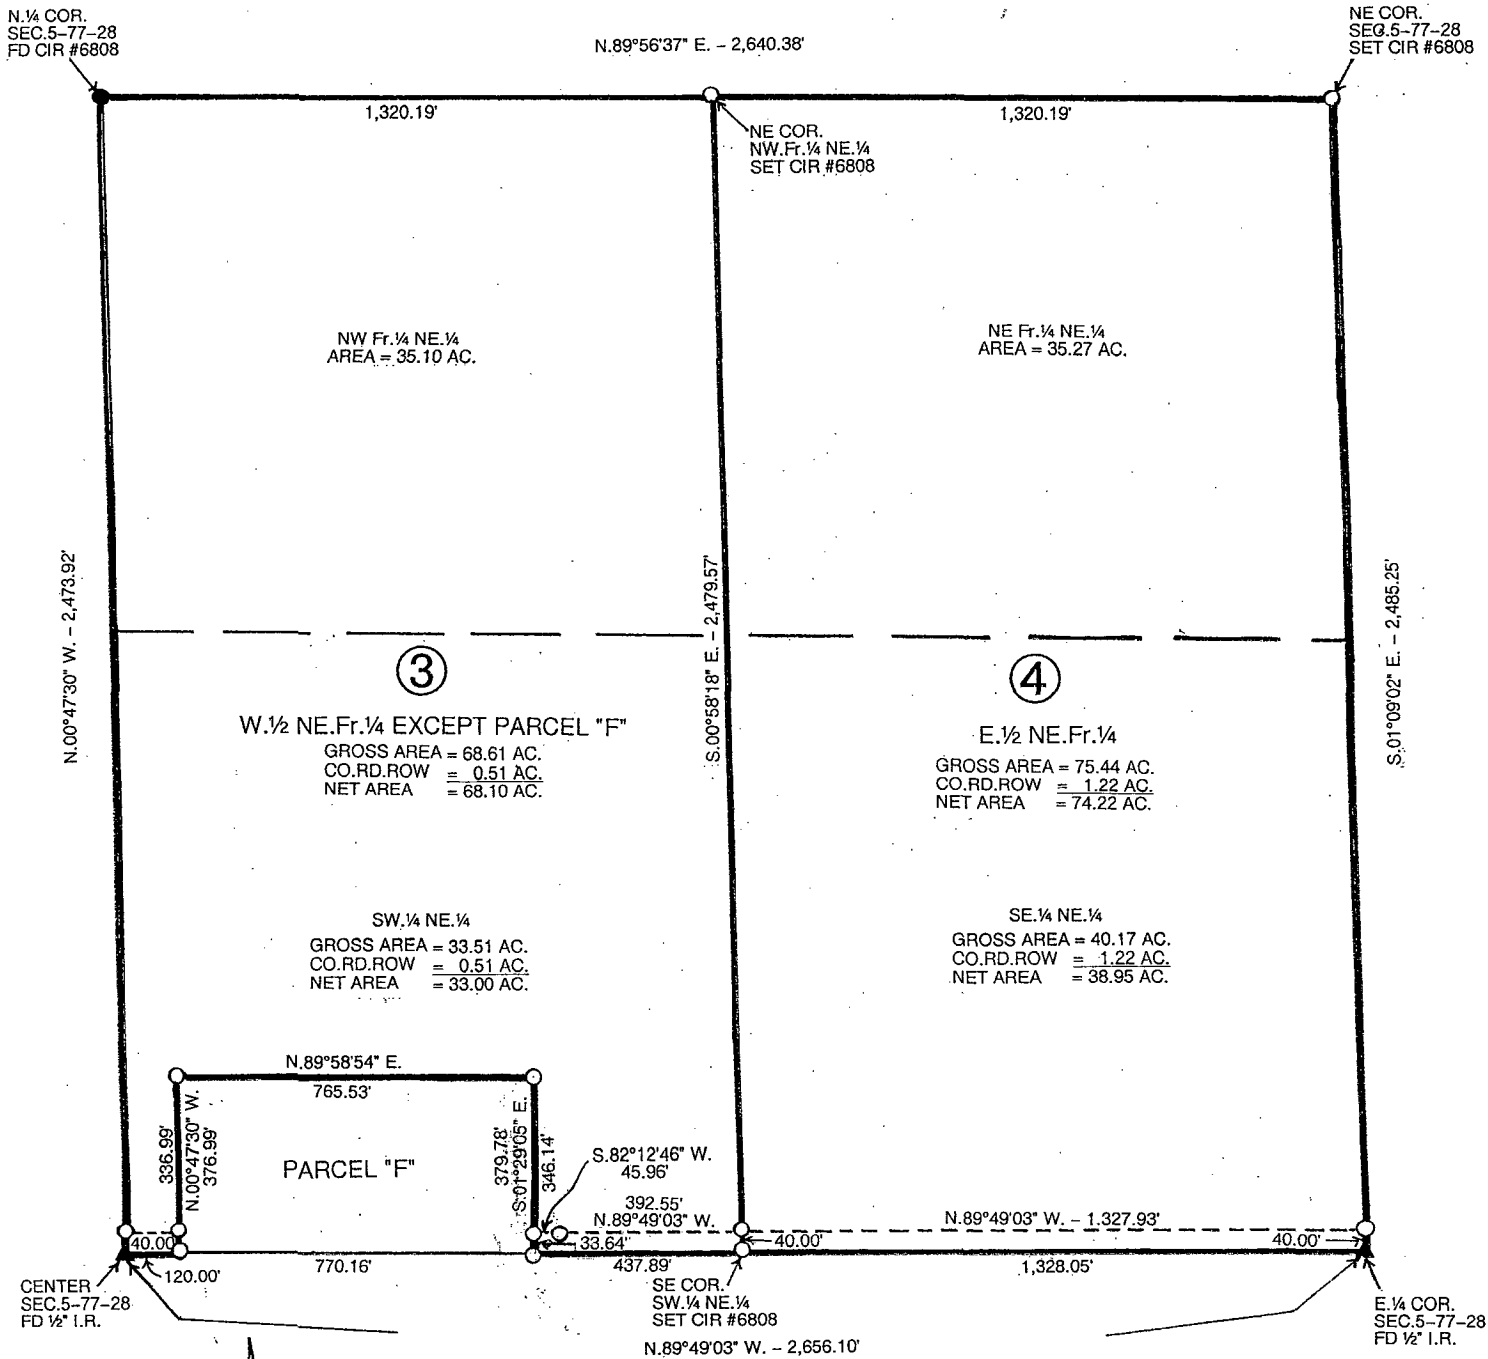 N.¼ COR.
SEC.5-77-28
FD CIR #6808
N.89°56'37" E. - 2,640.38'
NE COR.
SEC.5-77-28
SET CIR #6808
1,320.19'
1,320.19'
NE COR.
NW.Fr.¼ NE.¼
SET CIR #6808
NW Fr.¼ NE.¼
AREA = 35.10 AC.
NE Fr.¼ NE.¼
AREA = 35.27 AC.
N.00°47'30" W. - 2,473.92'
S.00°58'18" E. - 2,479.57'
S.01°09'02" E. - 2,485.25'
3
W.½ NE.Fr.¼ EXCEPT PARCEL "F"
GROSS AREA = 68.61 AC.
CO.RD.ROW = 0.51 AC.
NET AREA = 68.10 AC.
4
E.½ NE.Fr.¼
GROSS AREA = 75.44 AC.
CO.RD.ROW = 1.22 AC.
NET AREA = 74.22 AC.
SW.¼ NE.¼
GROSS AREA = 33.51 AC.
CO.RD.ROW = 0.51 AC.
NET AREA = 33.00 AC.
SE.¼ NE.¼
GROSS AREA = 40.17 AC.
CO.RD.ROW = 1.22 AC.
NET AREA = 38.95 AC.
N.89°58'54" E.
765.53'
336.99'
N.00°47'30" W.
376.99'
PARCEL "F"
379.78'
S.01°29'05" E.
346.14'
S.82°12'46" W.
45.96'
392.55'
N.89°49'03" W.
N.89°49'03" W. - 1.327.93'
40.00'
33.64'
40.00'
40.00'
120.00'
770.16'
437.89'
1,328.05'
CENTER
SEC.5-77-28
FD ½" I.R.
SE COR.
SW.¼ NE.¼
SET CIR #6808
E.¼ COR.
SEC.5-77-28
FD ½" I.R.
N.89°49'03" W. - 2,656.10'